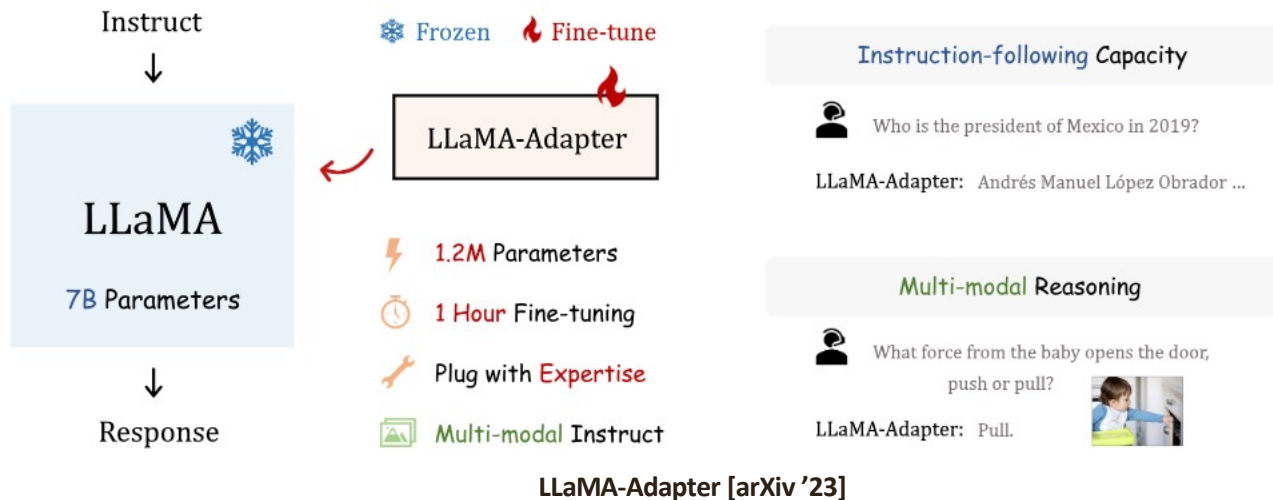 Instruct
LLaMA
7B Parameters
Response
Frozen Fine-tune
LLaMA-Adapter
1.2M Parameters
1 Hour Fine-tuning
Plug with Expertise
Multi-modal Instruct
Instruction-following Capacity
Who is the president of Mexico in 2019?
LLaMA-Adapter: Andrés Manuel López Obrador ...
Multi-modal Reasoning
What force from the baby opens the door,
push or pull?
LLaMA-Adapter: Pull.
LLaMA-Adapter [arXiv ’23]